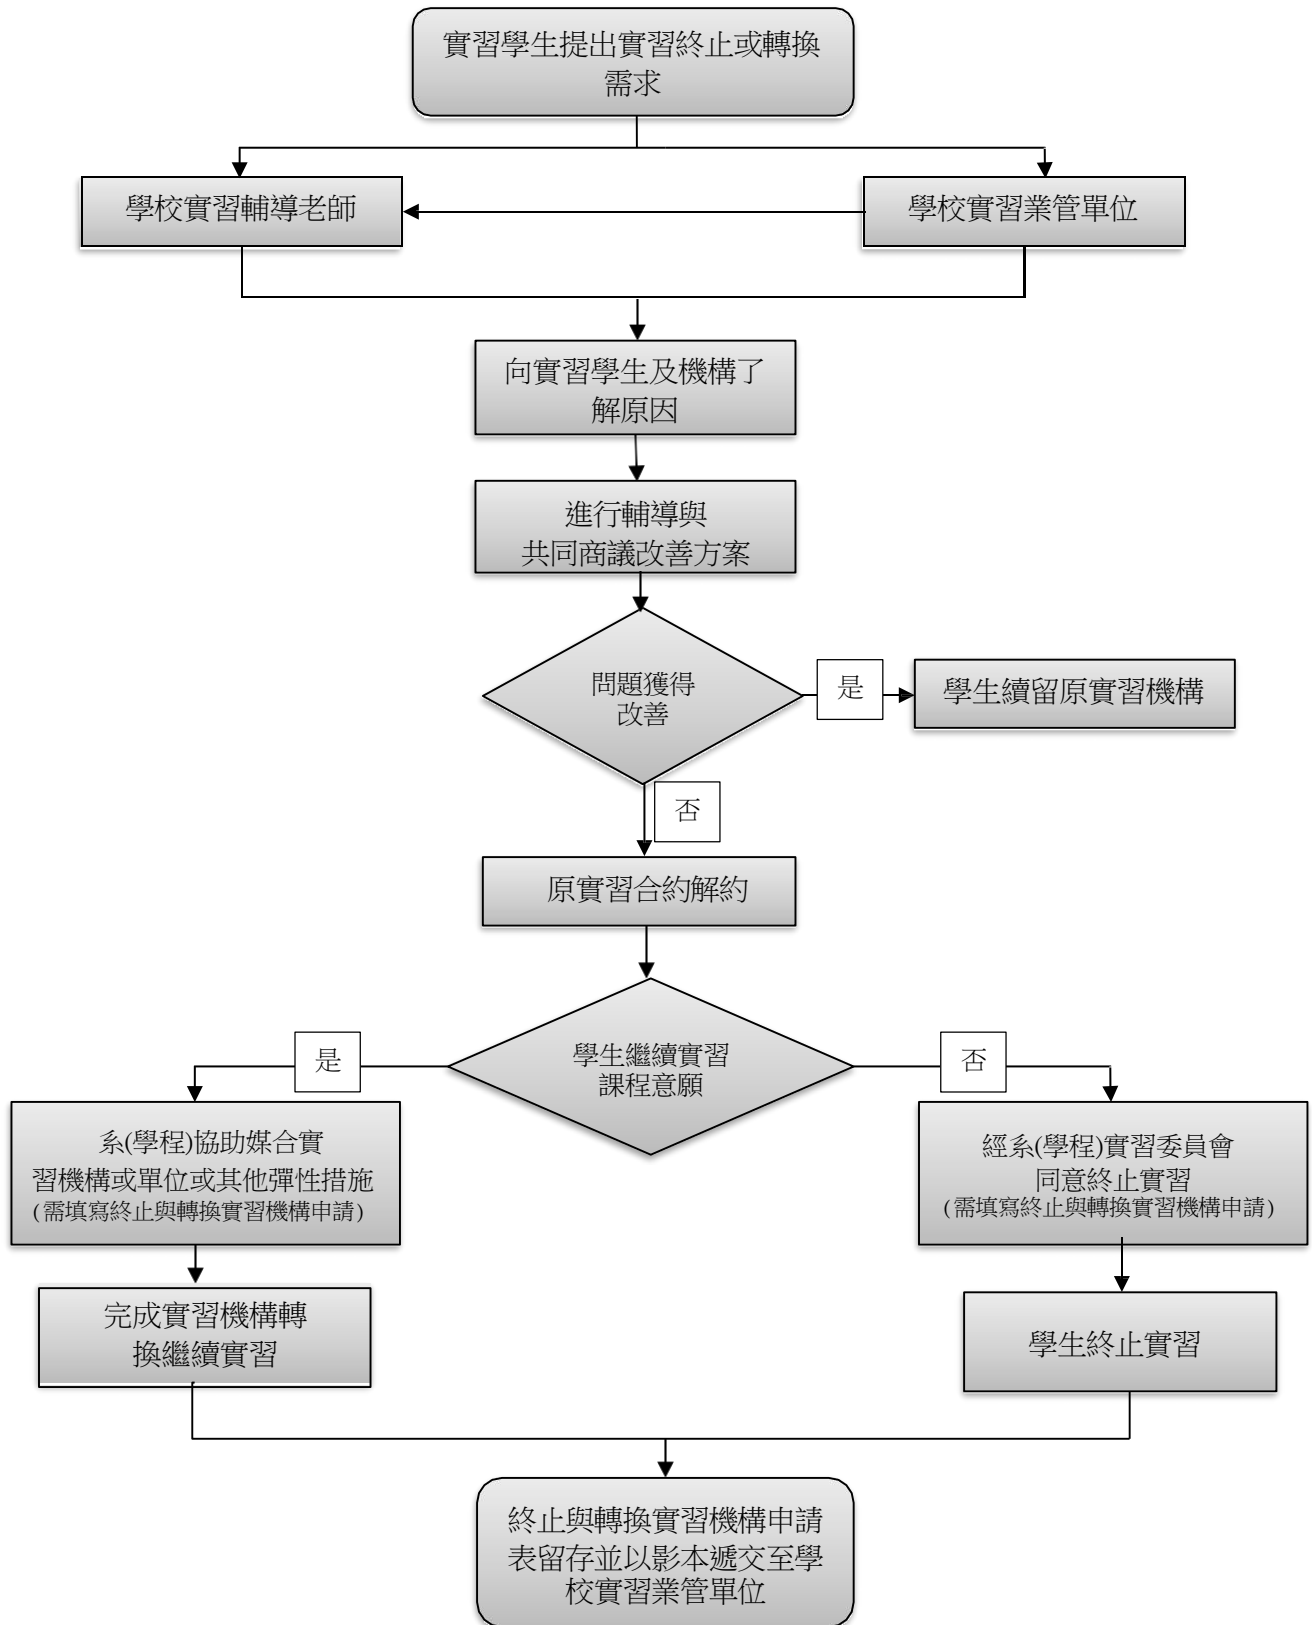 實習學生提出實習終止或轉換
需求
學校實習輔導老師
學校實習業管單位
向實習學生及機構了
解原因
進行輔導與
共同商議改善方案
問題獲得
改善
是
學生續留原實習機構
否
原實習合約解約
學生繼續實習
課程意願
是
否
系(學程)協助媒合實
習機構或單位或其他彈性措施
(需填寫終止與轉換實習機構申請)
經系(學程)實習委員會
同意終止實習
(需填寫終止與轉換實習機構申請)
完成實習機構轉
換繼續實習
學生終止實習
終止與轉換實習機構申請
表留存並以影本遞交至學
校實習業管單位